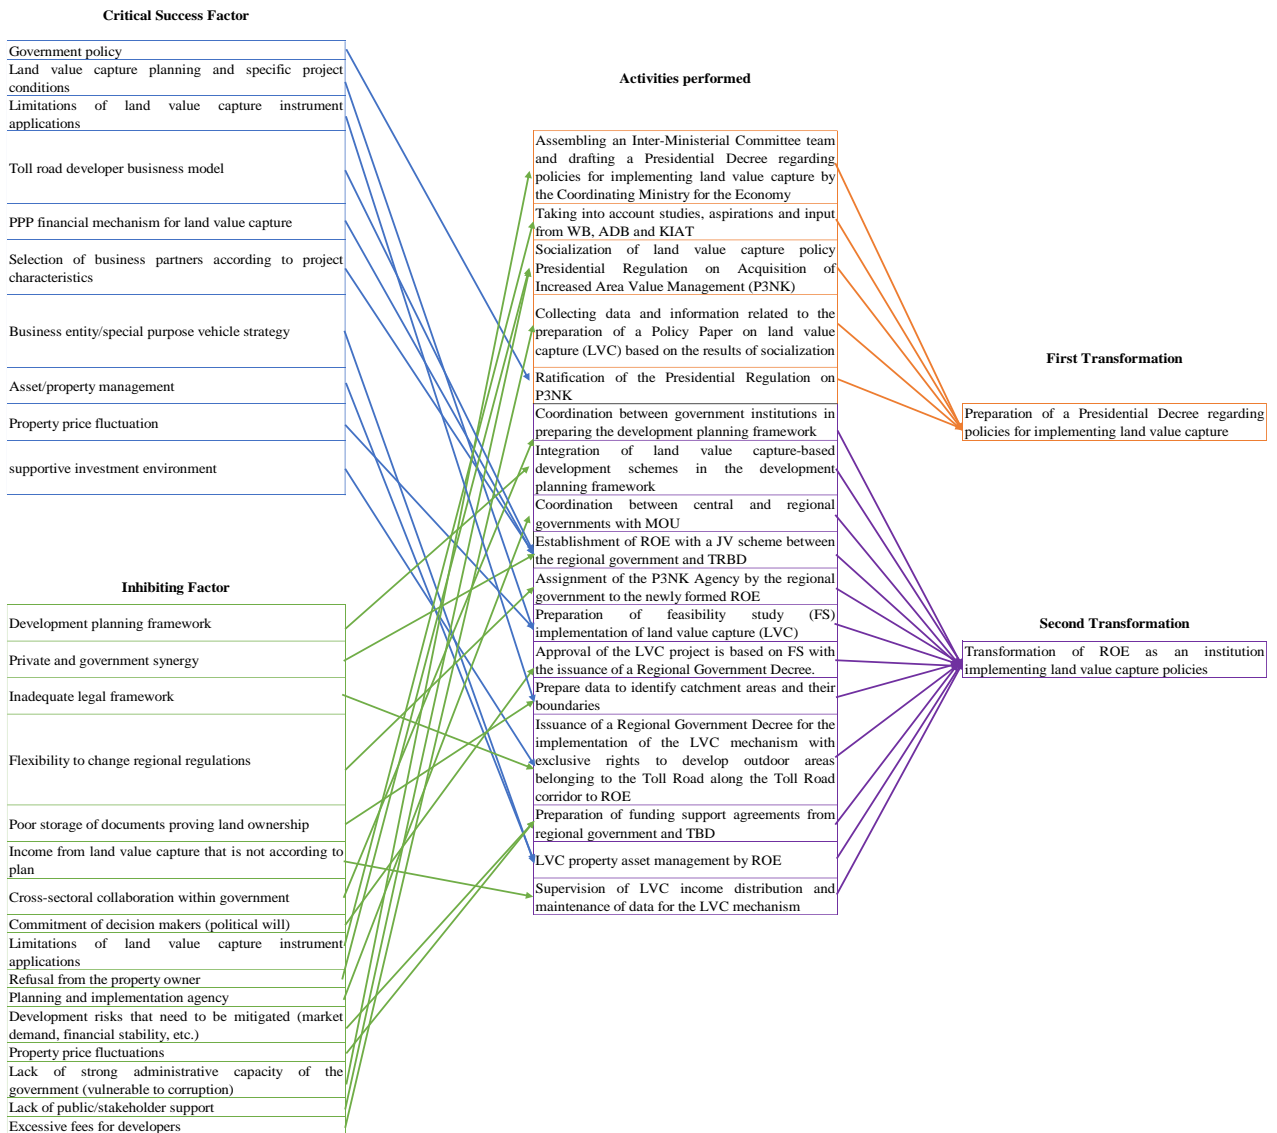 Critical Success Factor
Government policy
Land value capture planning and specific project
conditions
Limitations of land value capture instrument
applications
Toll road developer business model
PPP financial mechanism for land value capture
Selection of business partners according to project
characteristics
Business entity/special purpose vehicle strategy
Asset/property management
Property price fluctuation
supportive investment environment
Inhibiting Factor
Development planning framework
Private and government synergy
Inadequate legal framework
Flexibility to change regional regulations
Poor storage of documents proving land ownership
Income from land value capture that is not according to
plan
Cross-sectoral collaboration within government
Commitment of decision makers (political will)
Limitations of land value capture instrument
applications
Refusal from the property owner
Planning and implementation agency
Development risks that need to be mitigated (market
demand, financial stability, etc.)
Property price fluctuations
Lack of strong administrative capacity of the
government (vulnerable to corruption)
Lack of public/stakeholder support
Excessive fees for developers
Activities performed
Assembling an Inter-Ministerial Committee team
and drafting a Presidential Decree regarding
policies for implementing land value capture by
the Coordinating Ministry for the Economy
Taking into account studies, aspirations and input
from WB, ADB and KIAT
Socialization of land value capture policy
Presidential Regulation on Acquisition of
Increased Area Value Management (P3NK)
Collecting data and information related to the
preparation of a Policy Paper on land value
capture (LVC) based on the results of socialization
Ratification of the Presidential Regulation on
P3NK
Coordination between government institutions in
preparing the development planning framework
Integration of land value capture-based
development schemes in the development
planning framework
Coordination between central and regional
governments with MOU
Establishment of ROE with a JV scheme between
the regional government and TRBD
Assignment of the P3NK Agency by the regional
government to the newly formed ROE
Preparation of feasibility study (FS)
implementation of land value capture (LVC)
Approval of the LVC project is based on FS with
the issuance of a Regional Government Decree.
Prepare data to identify catchment areas and their
boundaries
Issuance of a Regional Government Decree for the
implementation of the LVC mechanism with
exclusive rights to develop outdoor areas
belonging to the Toll Road along the Toll Road
corridor to ROE
Preparation of funding support agreements from
regional government and TBD
LVC property asset management by ROE
Supervision of LVC income distribution and
maintenance of data for the LVC mechanism
First Transformation
Preparation of a Presidential Decree regarding
policies for implementing land value capture
Second Transformation
Transformation of ROE as an institution
implementing land value capture policies